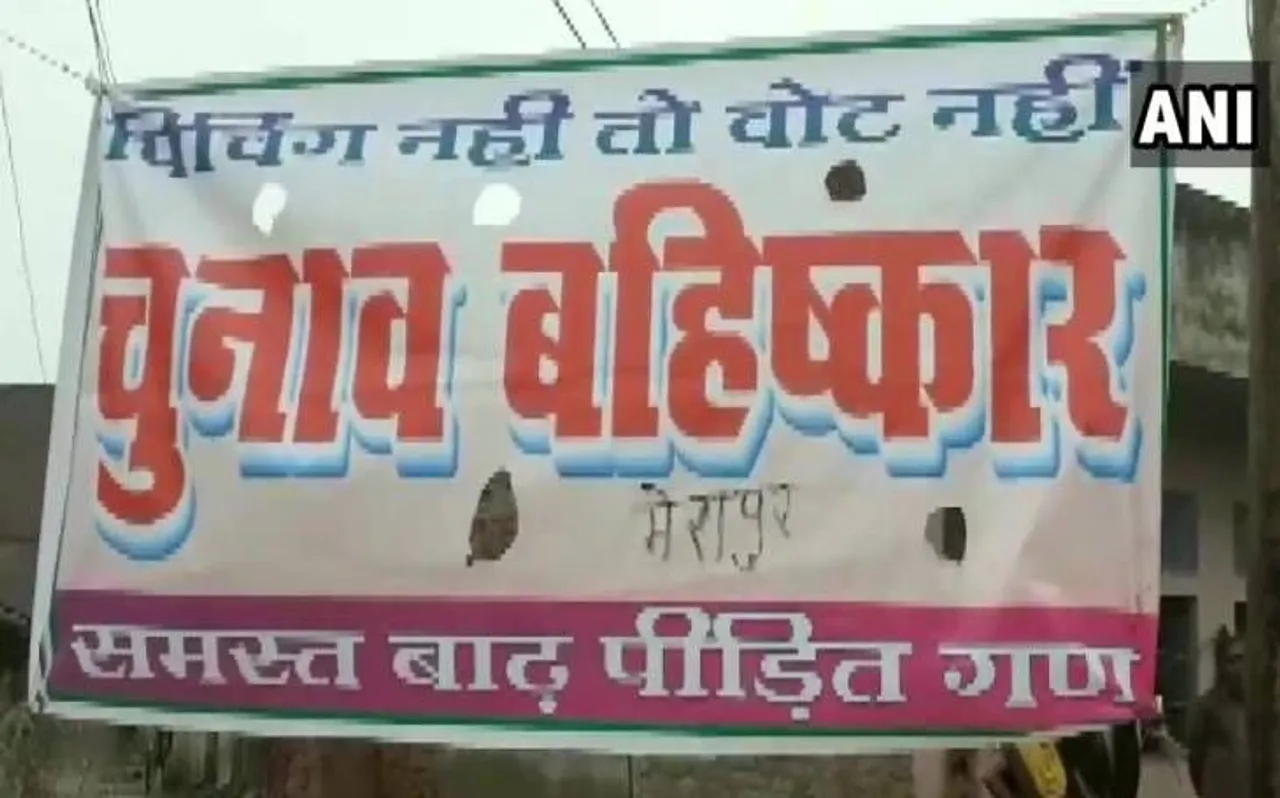 पिचिंग नही तो वोट नहीं
ANI
चुनाव बहिष्कार
मेरापुर
समस्त बाढ़ पीड़ित गण